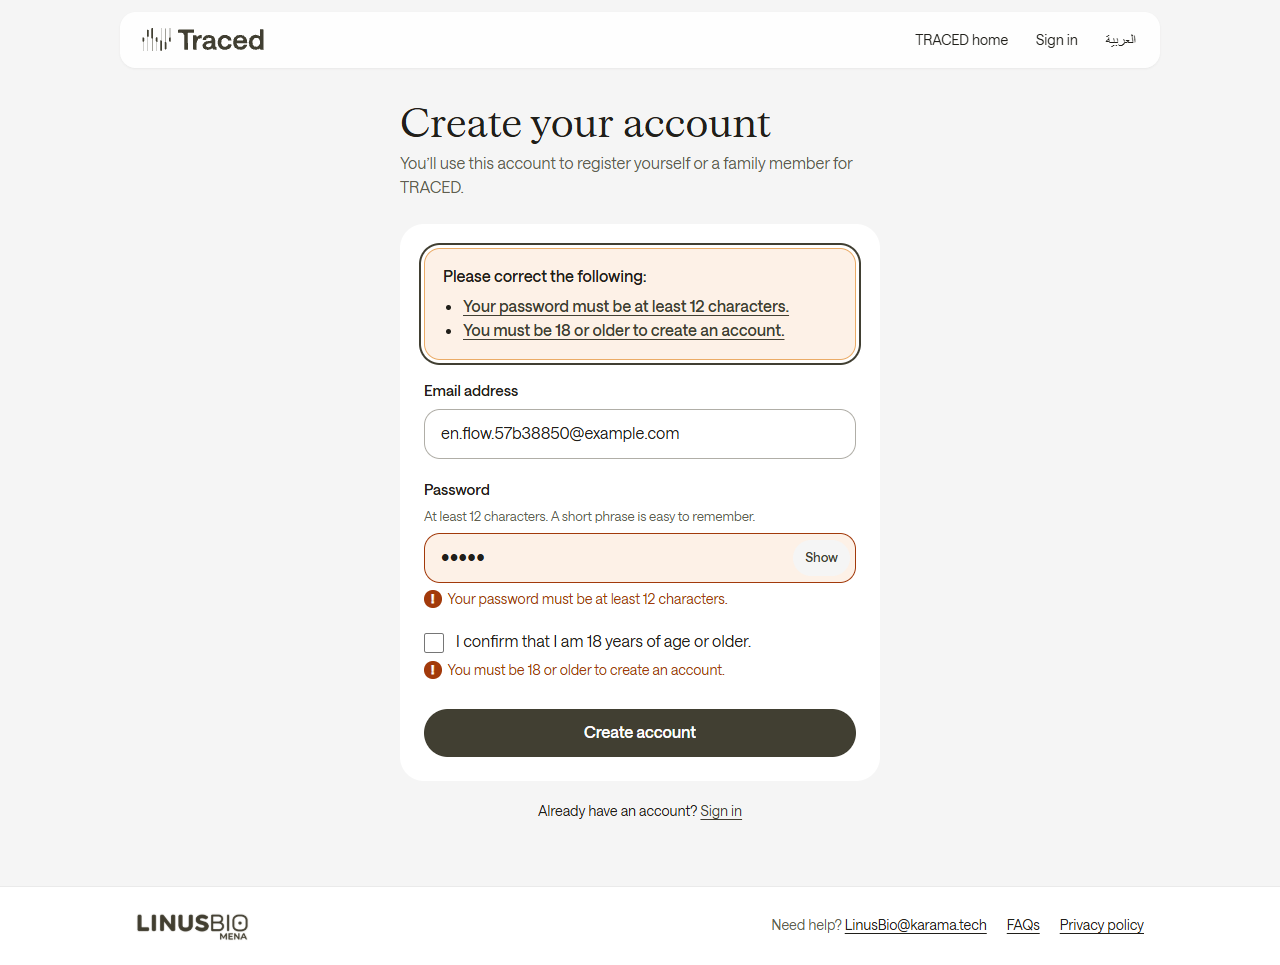 Traced
TRACED home
Sign in
العربية
Create your account
You'll use this account to register yourself or a family member for
TRACED.
Please correct the following:
• Your password must be at least 12 characters.
• You must be 18 or older to create an account.
Email address
en.flow.57b38850@example.com
Password
At least 12 characters. A short phrase is easy to remember.
•••••
Show
! Your password must be at least 12 characters.
I confirm that I am 18 years of age or older.
! You must be 18 or older to create an account.
Create account
Already have an account? Sign in
LINUSBIO
MENA
Need help? LinusBio@karama.tech
FAQs
Privacy policy